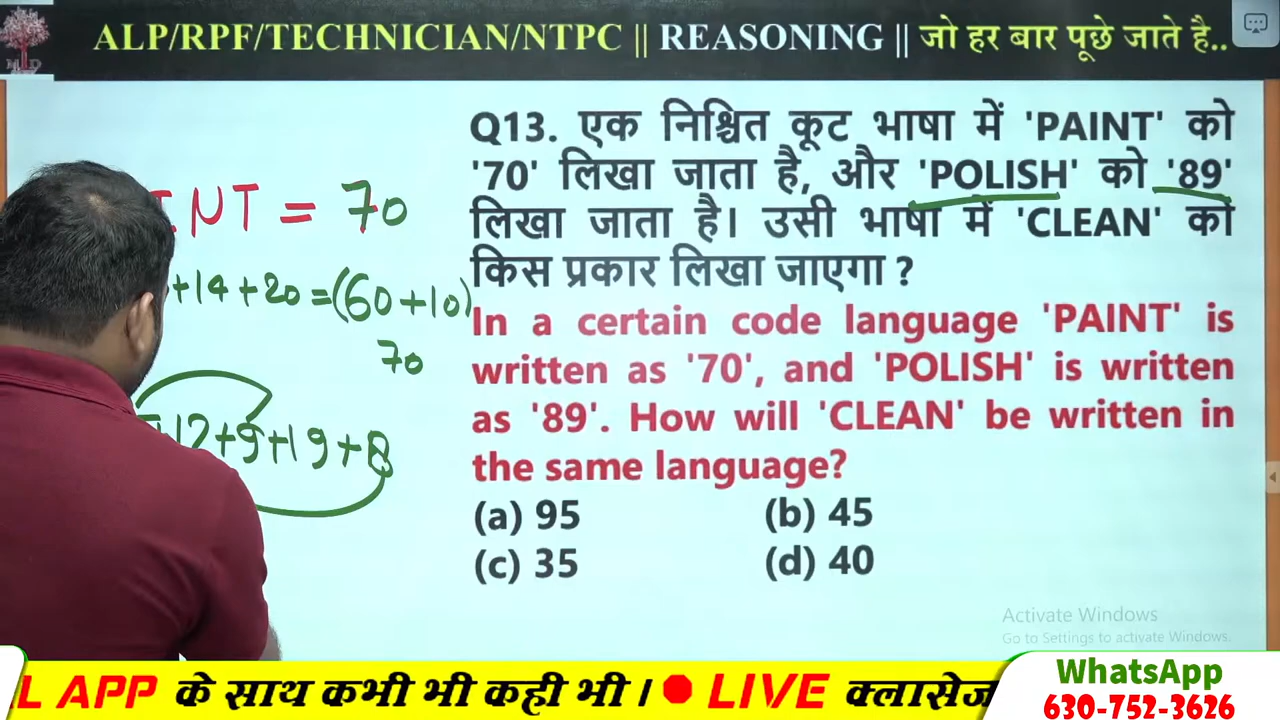 ALP/RPF/TECHNICIAN/NTPC || REASONING || जो हर बार पूछे जाते है..
Q13. एक निश्चित कूट भाषा में 'PAINT' को
'70' लिखा जाता है, और 'POLISH' को '89'
लिखा जाता है। उसी भाषा में 'CLEAN' को
किस प्रकार लिखा जाएगा ?
In a certain code language 'PAINT' is
written as '70', and 'POLISH' is written
as '89'. How will 'CLEAN' be written in
the same language?
(a) 95 (b) 45
(c) 35 (d) 40
INT = 70
+14+20=(60+10)
70
12+9+19+8
Activate Windows
Go to Settings to activate Windows.
L APP के साथ कभी भी कही भी । LIVE क्लासेज
WhatsApp
630-752-3626